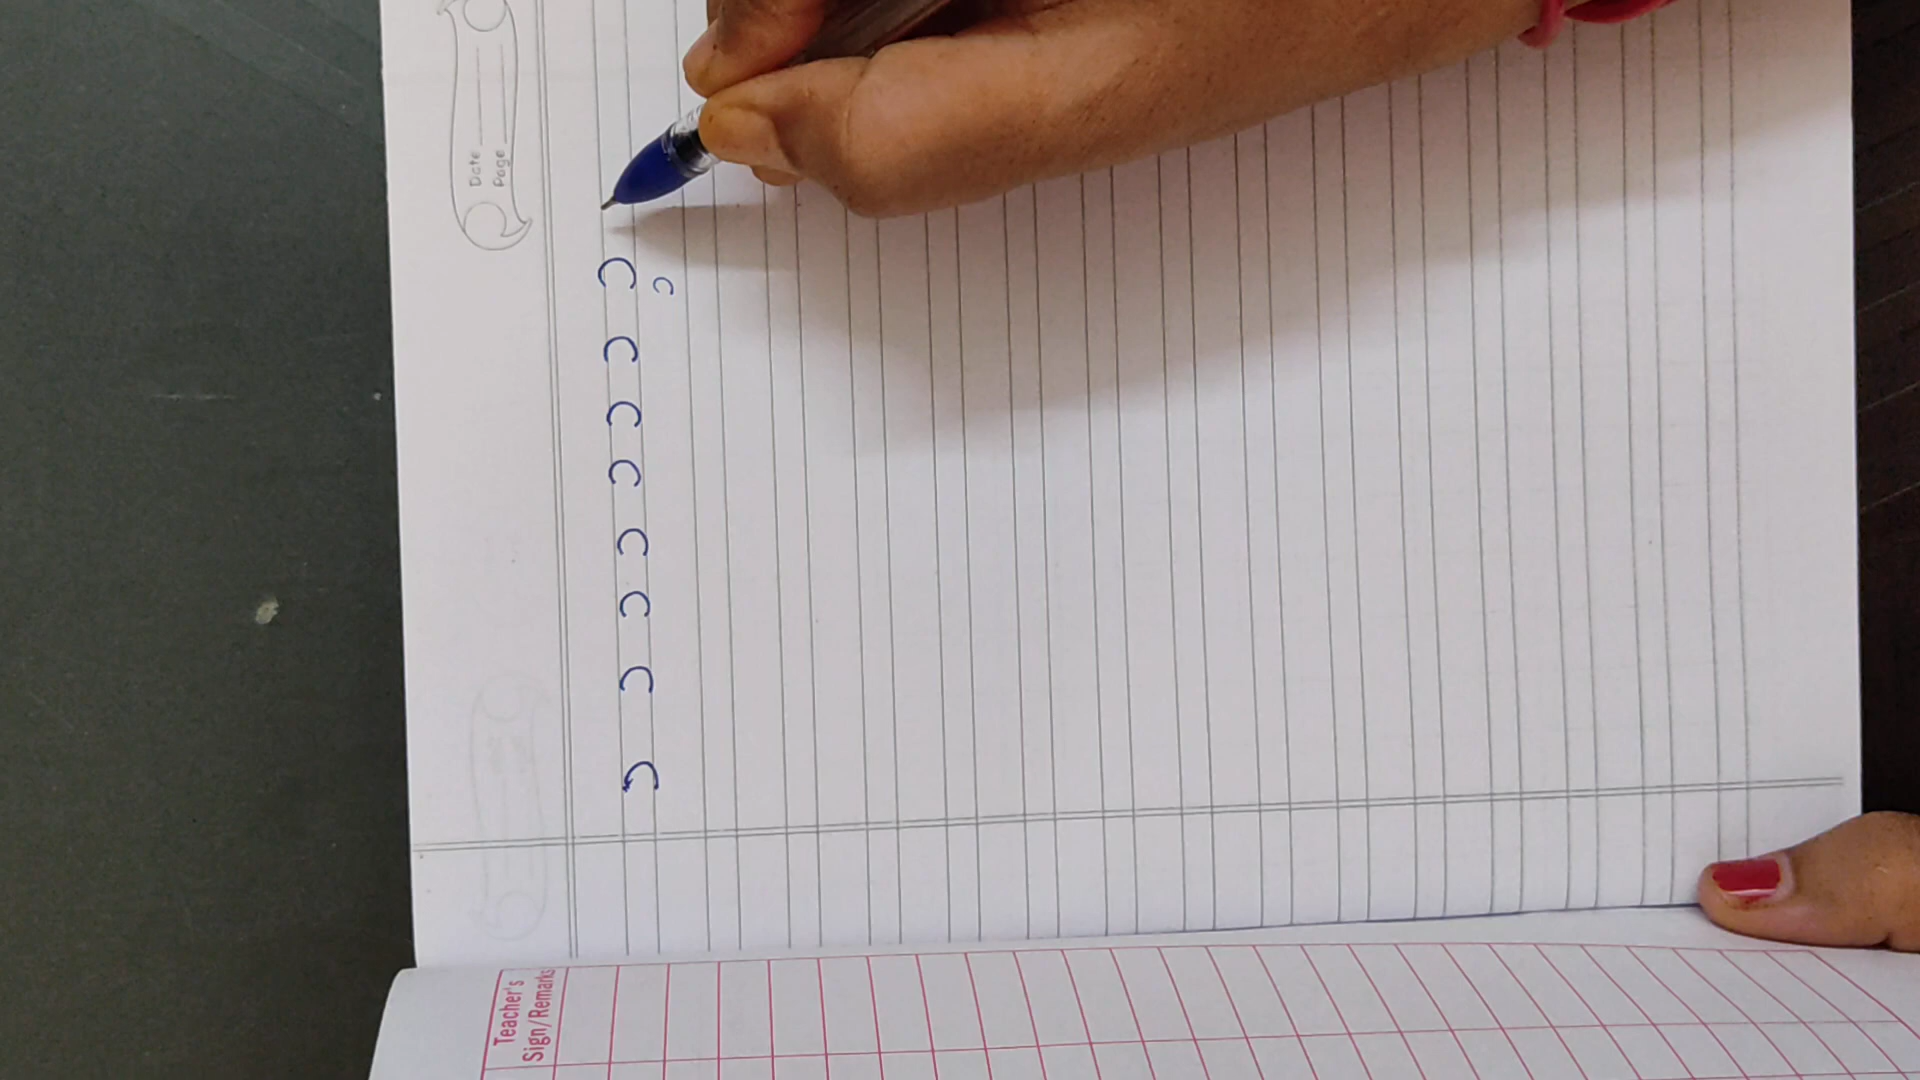 Date
Page
) ) ) ) ) ) ) )
)
Teacher's
Sign/Remarks